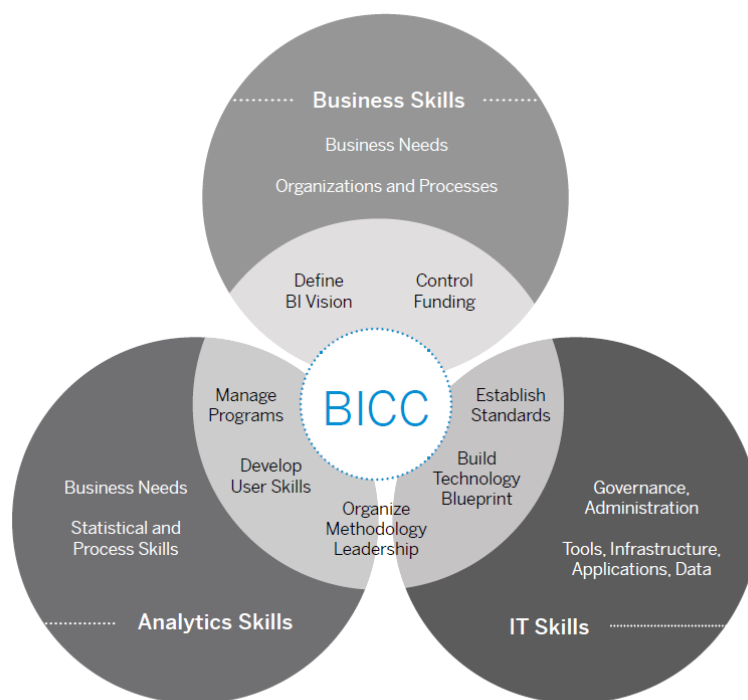 Business Skills
Business Needs
Organizations and Processes
Define
BI Vision
Control
Funding
BICC
Manage
Programs
Establish
Standards
Develop
User Skills
Build
Technology
Blueprint
Organize
Methodology
Leadership
Business Needs
Statistical and
Process Skills
Analytics Skills
Governance,
Administration
Tools, Infrastructure,
Applications, Data
IT Skills